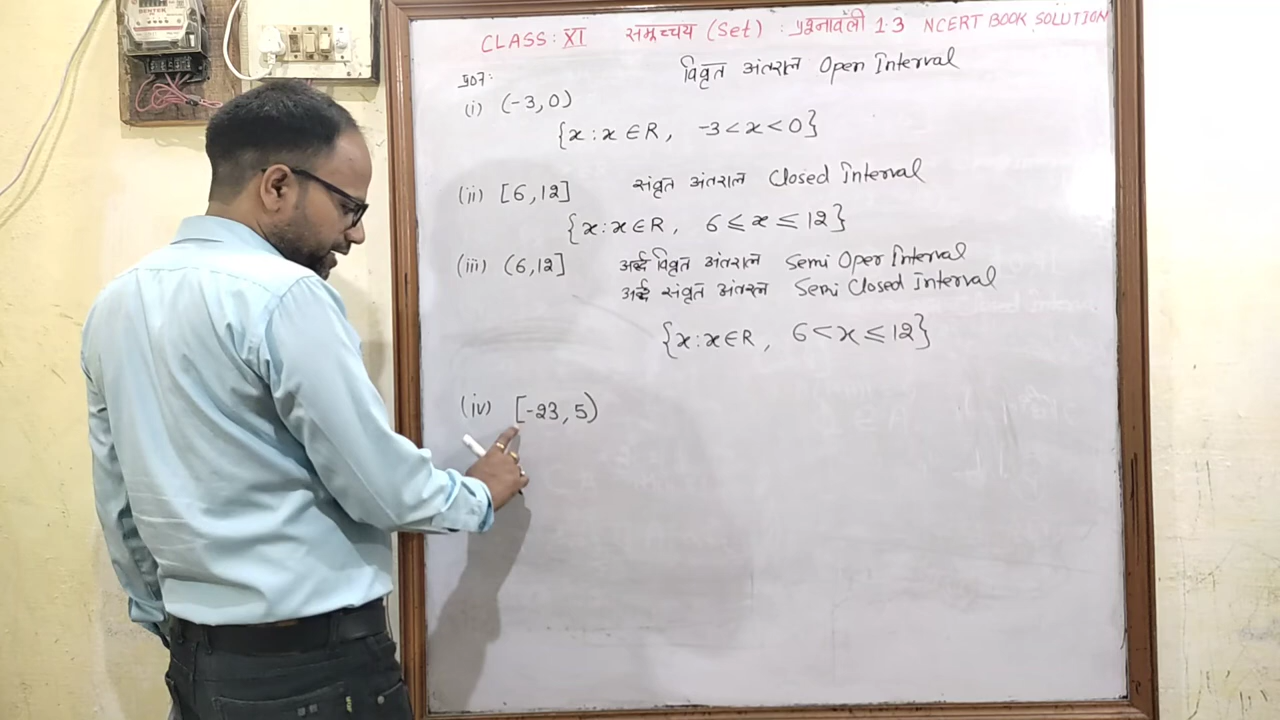 CLASS: XI समुच्चय (Set) : प्रश्नावली 1.3 NCERT BOOK SOLUTION
प्र07: विवृत अंतराल Open Interval
(i) (-3, 0)
{x : x ∈ R, -3 < x < 0}
(ii) [6, 12] संवृत अंतराल Closed Interval
{x : x ∈ R, 6 ≤ x ≤ 12}
(iii) (6, 12] अर्द्ध विवृत अंतराल Semi Open Interval
अर्द्ध संवृत अंतराल Semi Closed Interval
{x : x ∈ R, 6 < x ≤ 12}
(iv) [-23, 5)